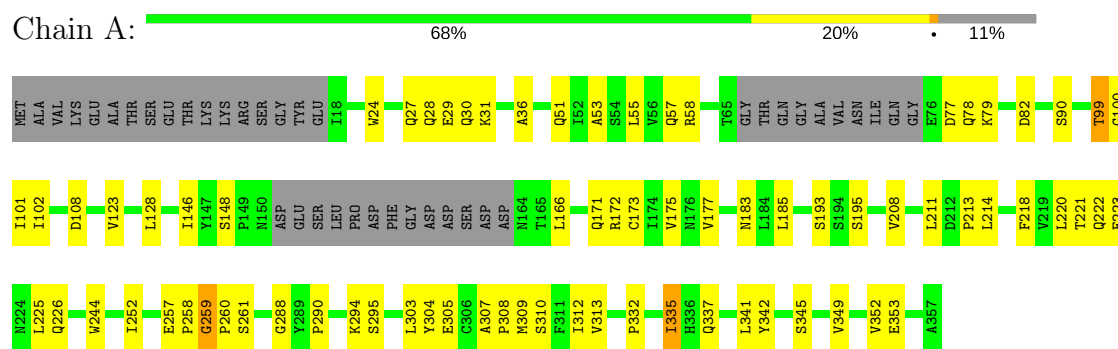 Chain A:
68% 20% • 11%
MET ALA VAL LYS GLU ALA THR SER GLU THR LYS LYS ARG SER GLY TYR GLU I18 W24 Q27 Q28 E29 Q30 K31 A36 Q51 I52 A53 S54 L55 V56 Q57 R58 T65 GLY THR GLN GLY ALA VAL ASN ILE GLN GLY E76 D77 Q78 K79 D82 S90 T99 C100
I101 I102 D108 V123 L128 I146 Y147 S148 P149 N150 ASP GLU SER LEU PRO ASP PHE GLY ASP ASP SER ASP ASP N164 T165 L166 Q171 R172 C173 I174 V175 N176 V177 N183 L184 L185 S193 S194 S195 V208 L211 D212 P213 L214 F218 V219 L220 T221 Q222
N224 L225 Q226 W244 I252 E257 P258 G259 P260 S261 G288 Y289 P290 K294 S295 L303 Y304 E305 C306 A307 P308 M309 S310 F311 I312 V313 P332 I335 H336 Q337 L341 Y342 S345 V349 V352 E353 A357